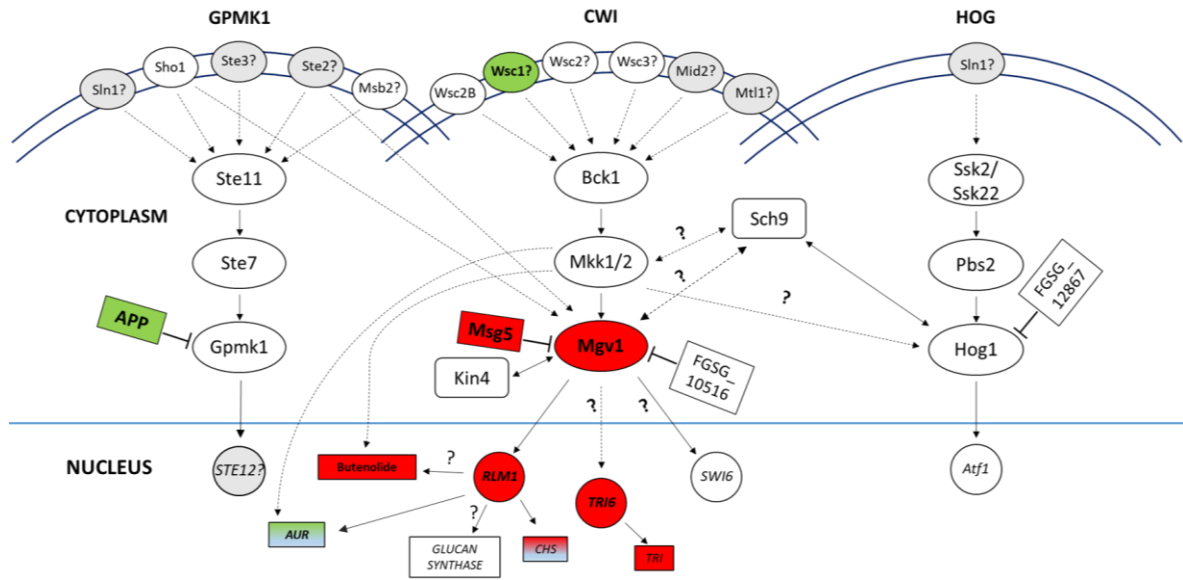 GPMK1
CWI
HOG
Sln1?
Sho1
Ste3?
Ste2?
Msb2?
Wsc2B
Wsc1?
Wsc2?
Wsc3?
Mid2?
Mtl1?
Sln1?
Ste11
Bck1
Ssk2/
Ssk22
CYTOPLASM
Sch9
?
Ste7
Mkk1/2
?
Pbs2
FGSG_
12867
?
APP
Gpmk1
Msg5
Mgv1
Hog1
Kin4
FGSG_
10516
?
?
NUCLEUS
STE12?
Butenolide
?
RLM1
SWI6
Atf1
TRI6
?
AUR
GLUCAN
SYNTHASE
CHS
TRI